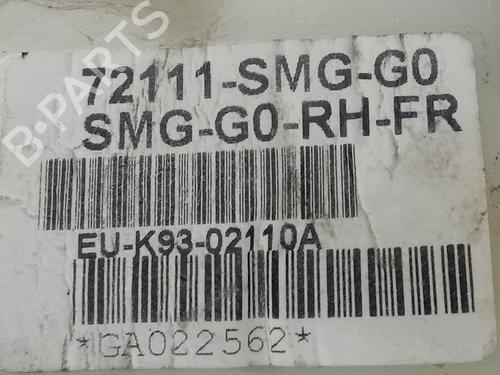 72111-SMG-G0
SMG-G0-RH-FR
EU-K93-02110A
*GA022562*
B-PARTS